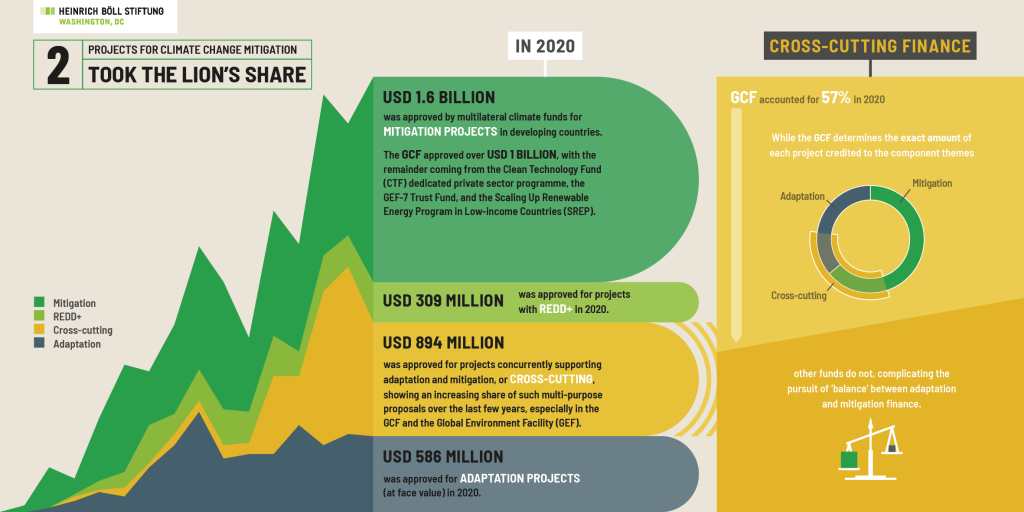 HEINRICH BÖLL STIFTUNG
WASHINGTON, DC
2
PROJECTS FOR CLIMATE CHANGE MITIGATION
TOOK THE LION'S SHARE
Mitigation
REDD+
Cross-cutting
Adaptation
IN 2020
USD 1.6 BILLION
was approved by multilateral climate funds for
MITIGATION PROJECTS in developing countries.
The GCF approved over USD 1 BILLION, with the
remainder coming from the Clean Technology Fund
(CTF) dedicated private sector programme, the
GEF-7 Trust Fund, and the Scaling Up Renewable
Energy Program in Low-income Countries (SREP).
USD 309 MILLION
was approved for projects
with REDD+ in 2020.
USD 894 MILLION
was approved for projects concurrently supporting
adaptation and mitigation, or CROSS-CUTTING,
showing an increasing share of such multi-purpose
proposals over the last few years, especially in the
GCF and the Global Environment Facility (GEF).
USD 586 MILLION
was approved for ADAPTATION PROJECTS
(at face value) in 2020.
CROSS-CUTTING FINANCE
GCF accounted for 57% in 2020
While the GCF determines the exact amount of
each project credited to the component themes
Mitigation
Adaptation
Cross-cutting
other funds do not, complicating the
pursuit of 'balance' between adaptation
and mitigation finance.